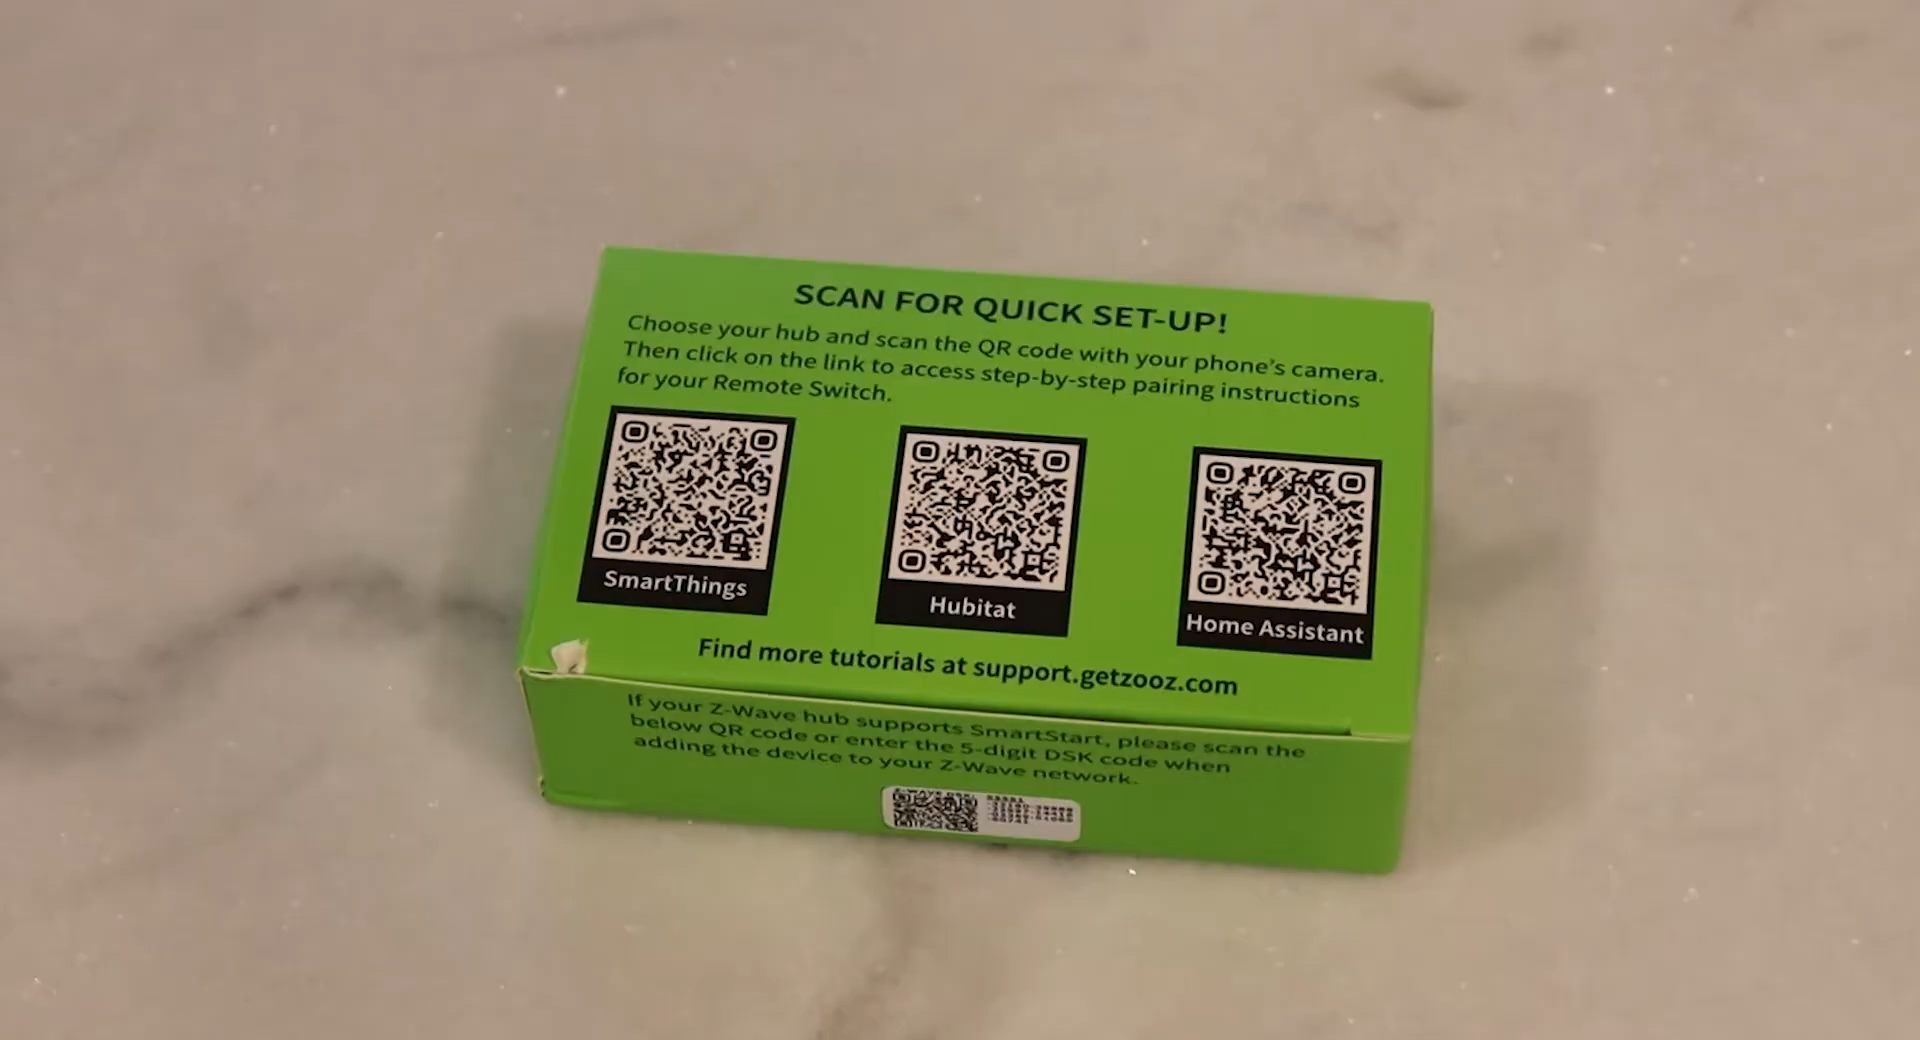 SCAN FOR QUICK SET-UP!
Choose your hub and scan the QR code with your phone's camera.
Then click on the link to access step-by-step pairing instructions
for your Remote Switch.
SmartThings
Hubitat
Home Assistant
Find more tutorials at support.getzooz.com
If your Z-Wave hub supports SmartStart, please scan the
below QR code or enter the 5-digit DSK code when
adding the device to your Z-Wave network.